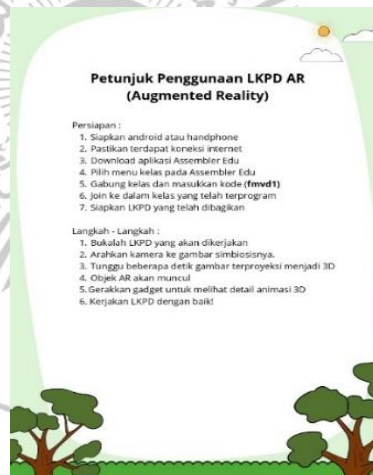 Petunjuk Penggunaan LKPD AR
(Augmented Reality)
Persiapan :
1. Siapkan android atau handphone
2. Pastikan terdapat koneksi internet
3. Download aplikasi Assembler Edu
4. Pilih menu kelas pada Assembler Edu
5. Gabung kelas dan masukkan kode (fmvd1)
6. Join ke dalam kelas yang telah terprogram
7. Siapkan LKPD yang telah dibagikan
Langkah - Langkah :
1. Bukalah LKPD yang akan dikerjakan
2. Arahkan kamera ke gambar simbiosisnya.
3. Tunggu beberapa detik gambar terproyeksi menjadi 3D
4. Objek AR akan muncul
5. Gerakkan gadget untuk melihat detail animasi 3D
6. Kerjakan LKPD dengan baik!